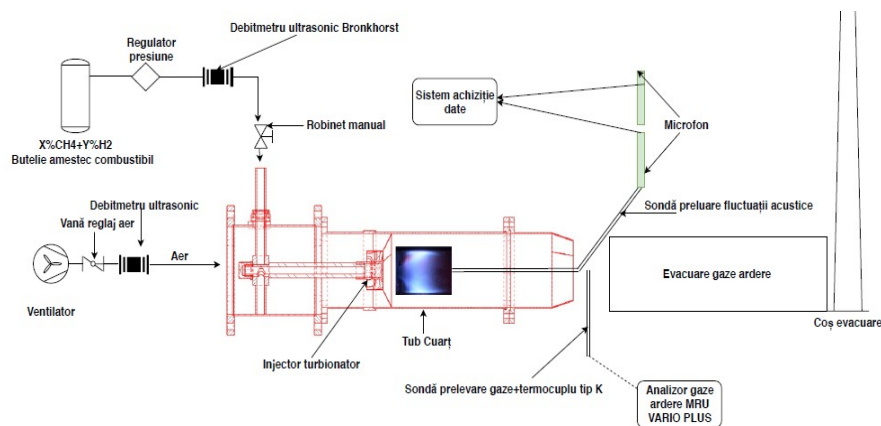 Debitmetru ultrasonic Bronkhorst
Regulator
presiune
X%CH4+Y%H2
Butelie amestec combustibil
Robinet manual
Sistem achiziție
date
Microfon
Sondă preluare fluctuații acustice
Debitmetru ultrasonic
Vană reglaj aer
Aer
Ventilator
Injector turbionator
Tub Cuarț
Evacuare gaze ardere
Coș evacuare
Sondă prelevare gaze+termocuplu tip K
Analizor gaze
ardere MRU
VARIO PLUS